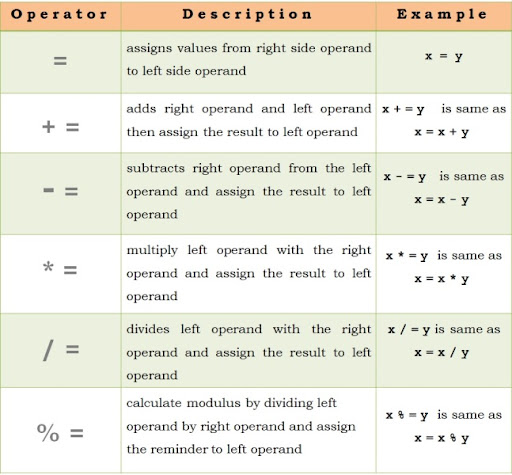 Operator Description Example
=
assigns values from right side operand
to left side operand
x = y
+ =
adds right operand and left operand
then assign the result to left operand
x + = y is same as
x = x + y
- =
subtracts right operand from the left
operand and assign the result to left
operand
x - = y is same as
x = x - y
* =
multiply left operand with the right
operand and assign the result to left
operand
x * = y is same as
x = x * y
/ =
divides left operand with the right
operand and assign the result to left
operand
x / = y is same as
x = x / y
% =
calculate modulus by dividing left
operand by right operand and assign
the reminder to left operand
x % = y is same as
x = x % y